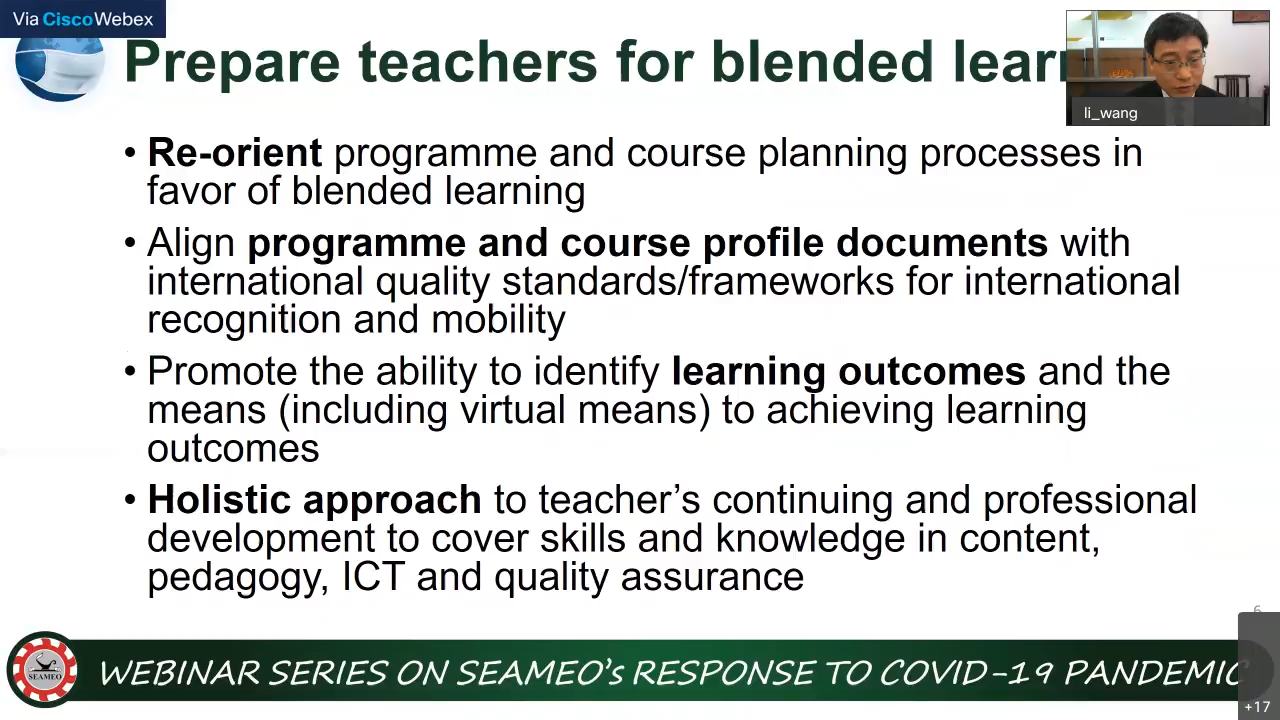 Via Cisco Webex
Prepare teachers for blended lear
li_wang
• Re-orient programme and course planning processes in
favor of blended learning
• Align programme and course profile documents with
international quality standards/frameworks for international
recognition and mobility
• Promote the ability to identify learning outcomes and the
means (including virtual means) to achieving learning
outcomes
• Holistic approach to teacher’s continuing and professional
development to cover skills and knowledge in content,
pedagogy, ICT and quality assurance
6
SEAMEO
WEBINAR SERIES ON SEAMEO’s RESPONSE TO COVID-19 PANDEMIC
+17